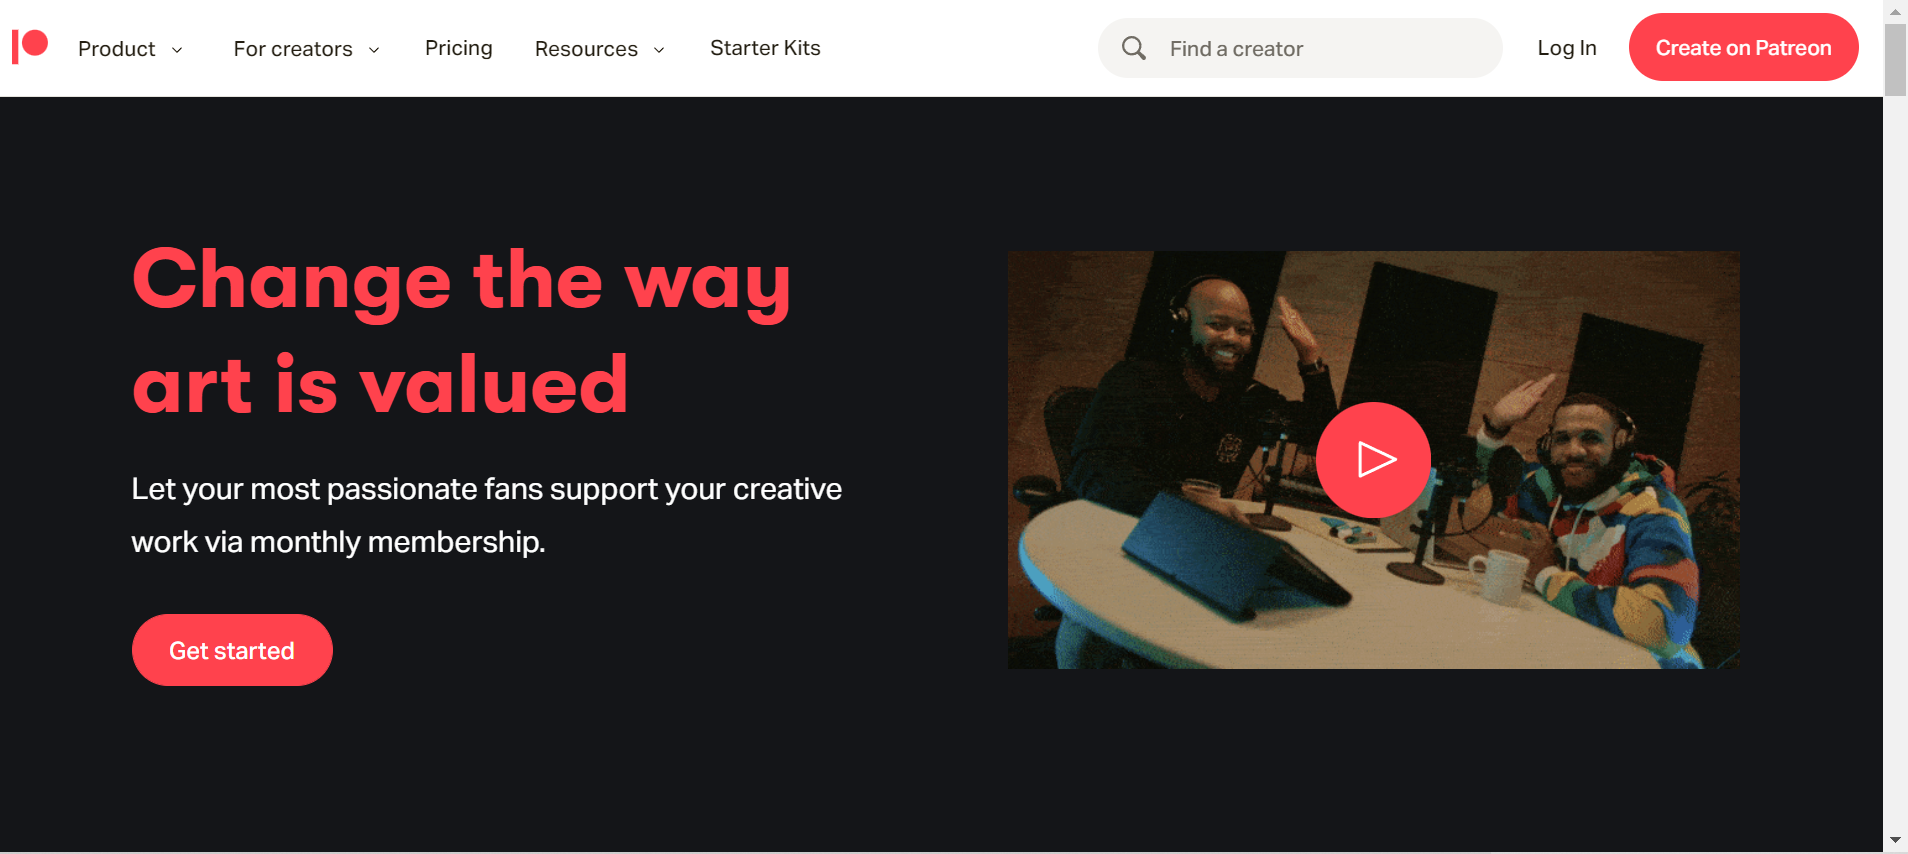 Product
For creators
Pricing
Resources
Starter Kits
Find a creator
Log In
Create on Patreon
Change the way
art is valued
Let your most passionate fans support your creative
work via monthly membership.
Get started